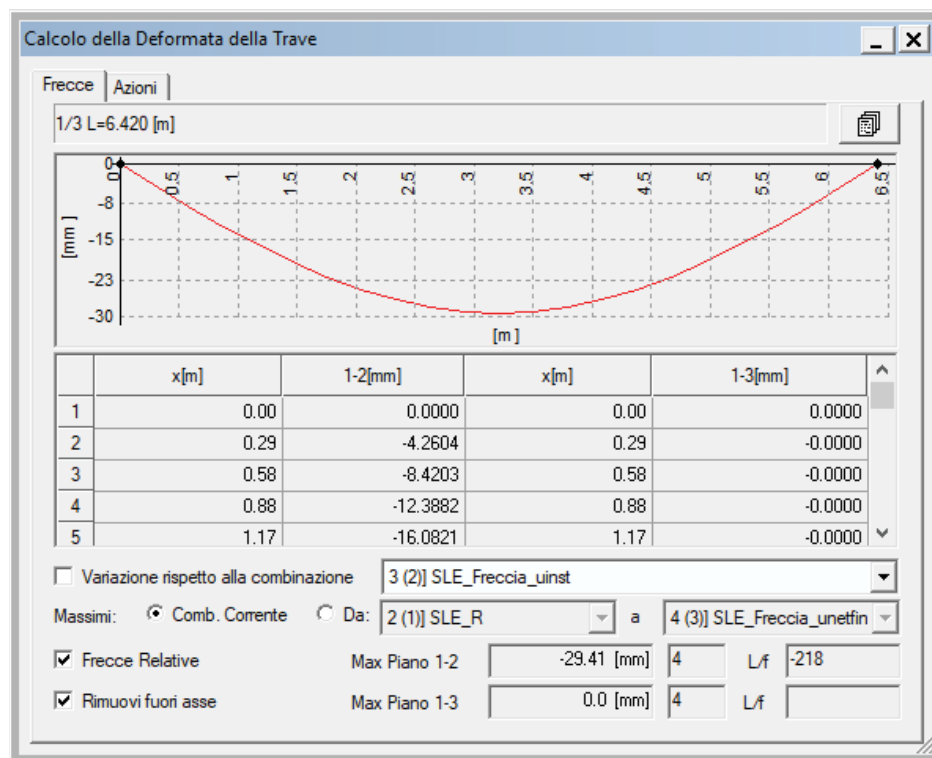 Calcolo della Deformata della Trave
Frecce Azioni
1/3 L=6.420 [m]
0 0.5 1. 1.5 2. 2.5 3. 3.5 4. 4.5 5. 5.5 6. 6.5
0
-8
-15
-23
-30
[mm ]
[m ]
x[m] 1-2[mm] x[m] 1-3[mm]
1 0.00 0.0000 0.00 0.0000
2 0.29 -4.2604 0.29 -0.0000
3 0.58 -8.4203 0.58 -0.0000
4 0.88 -12.3882 0.88 -0.0000
5 1.17 -16.0821 1.17 -0.0000
Variazione rispetto alla combinazione 3 (2)] SLE_Freccia_uinst
Massimi: Comb. Corrente Da: 2 (1)] SLE_R a 4 (3)] SLE_Freccia_unetfin
Frecce Relative Max Piano 1-2 -29.41 [mm] 4 L/f -218
Rimuovi fuori asse Max Piano 1-3 0.0 [mm] 4 L/f